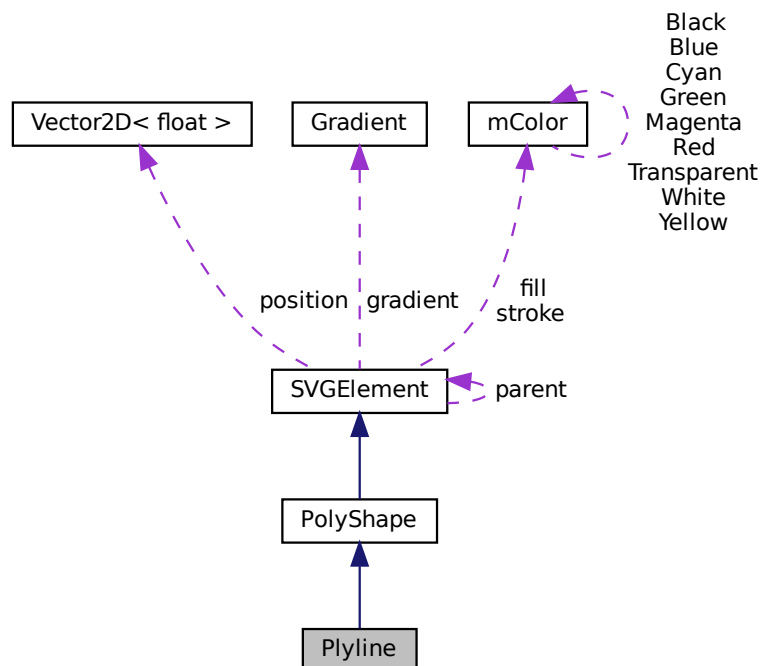 Black
Blue
Cyan
Green
Magenta
Red
Transparent
White
Yellow
Vector2D< float >
Gradient
mColor
position
gradient
fill
stroke
SVGElement
parent
PolyShape
Plyline